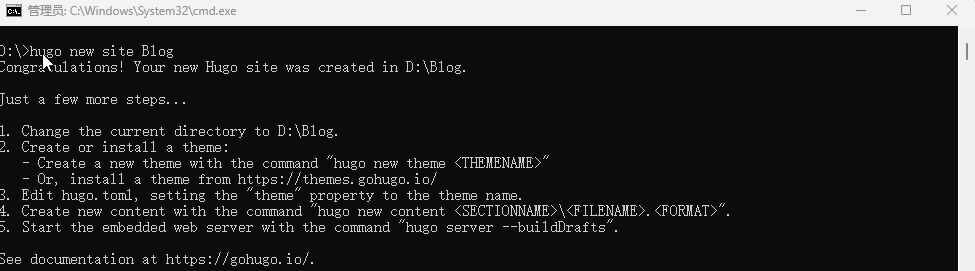 管理员: C:\Windows\System32\cmd.exe
D:\>hugo new site Blog
Congratulations! Your new Hugo site was created in D:\Blog.
Just a few more steps...
1. Change the current directory to D:\Blog.
2. Create or install a theme:
- Create a new theme with the command "hugo new theme <THEMENAME>"
- Or, install a theme from https://themes.gohugo.io/
3. Edit hugo.toml, setting the "theme" property to the theme name.
4. Create new content with the command "hugo new content <SECTIONNAME>\<FILENAME>.<FORMAT>".
5. Start the embedded web server with the command "hugo server --buildDrafts".
See documentation at https://gohugo.io/.